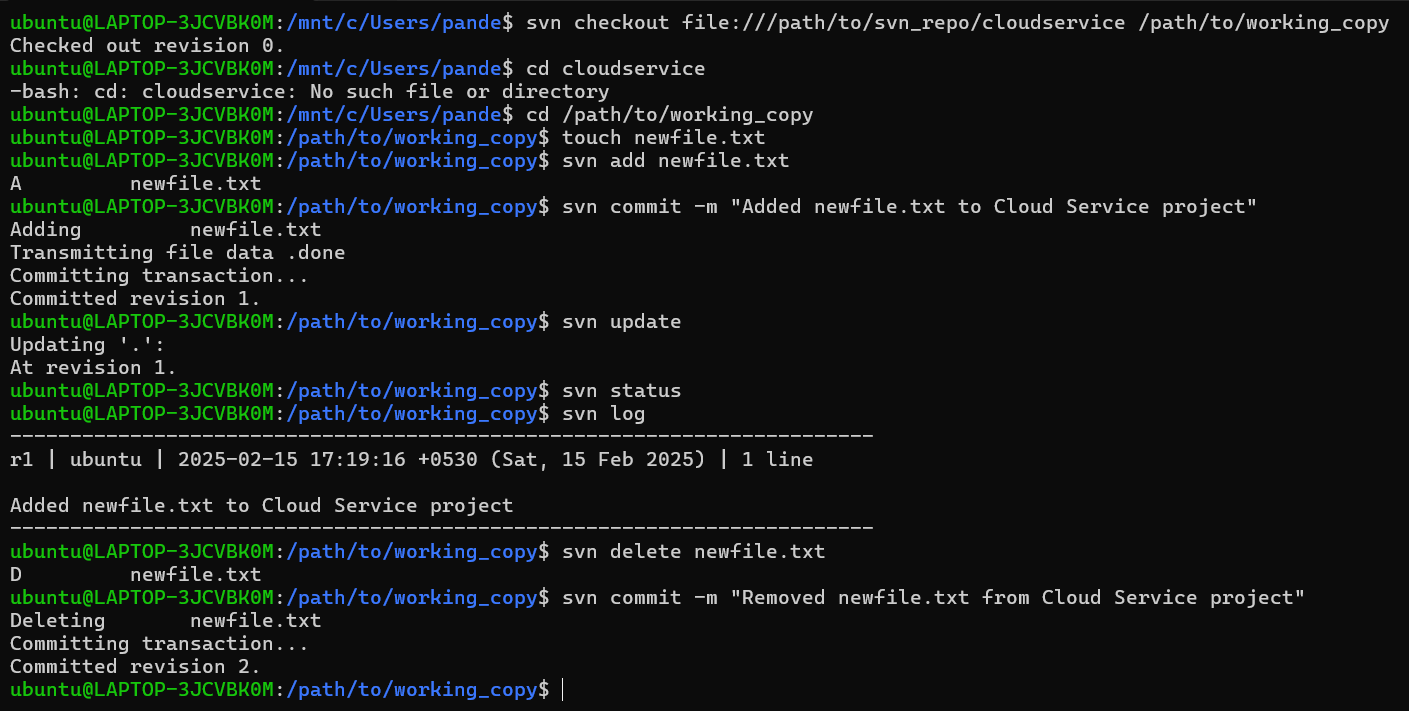 ubuntu@LAPTOP-3JCVBK0M:/mnt/c/Users/pande$ svn checkout file:///path/to/svn_repo/cloudservice /path/to/working_copy
Checked out revision 0.
ubuntu@LAPTOP-3JCVBK0M:/mnt/c/Users/pande$ cd cloudservice
-bash: cd: cloudservice: No such file or directory
ubuntu@LAPTOP-3JCVBK0M:/mnt/c/Users/pande$ cd /path/to/working_copy
ubuntu@LAPTOP-3JCVBK0M:/path/to/working_copy$ touch newfile.txt
ubuntu@LAPTOP-3JCVBK0M:/path/to/working_copy$ svn add newfile.txt
A         newfile.txt
ubuntu@LAPTOP-3JCVBK0M:/path/to/working_copy$ svn commit -m "Added newfile.txt to Cloud Service project"
Adding         newfile.txt
Transmitting file data .done
Committing transaction...
Committed revision 1.
ubuntu@LAPTOP-3JCVBK0M:/path/to/working_copy$ svn update
Updating '.':
At revision 1.
ubuntu@LAPTOP-3JCVBK0M:/path/to/working_copy$ svn status
ubuntu@LAPTOP-3JCVBK0M:/path/to/working_copy$ svn log
------------------------------------------------------------------------
r1 | ubuntu | 2025-02-15 17:19:16 +0530 (Sat, 15 Feb 2025) | 1 line

Added newfile.txt to Cloud Service project
------------------------------------------------------------------------
ubuntu@LAPTOP-3JCVBK0M:/path/to/working_copy$ svn delete newfile.txt
D         newfile.txt
ubuntu@LAPTOP-3JCVBK0M:/path/to/working_copy$ svn commit -m "Removed newfile.txt from Cloud Service project"
Deleting       newfile.txt
Committing transaction...
Committed revision 2.
ubuntu@LAPTOP-3JCVBK0M:/path/to/working_copy$